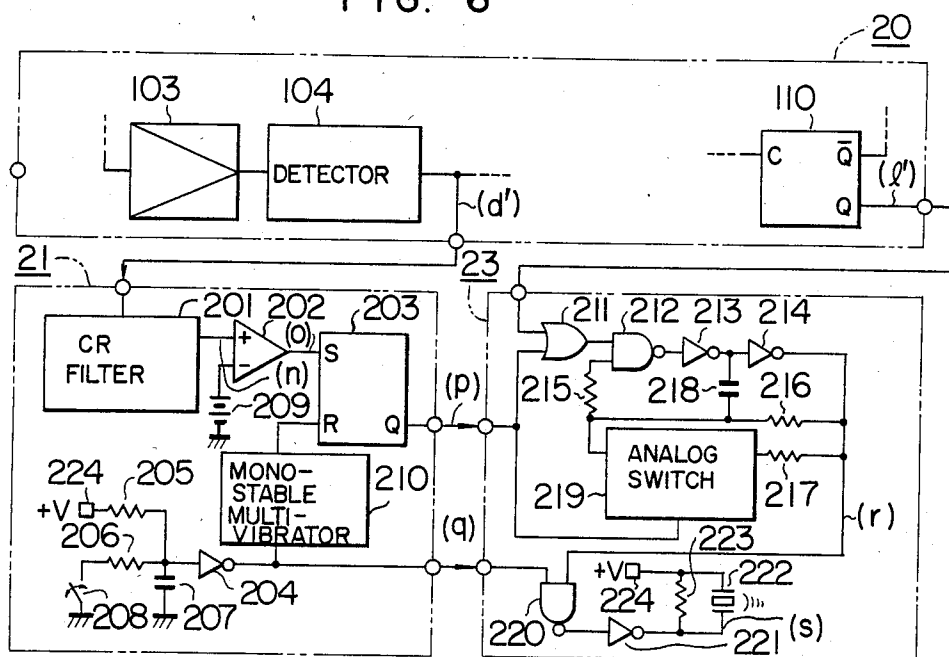 FIG. 6
20
103
104
110
DETECTOR
C Q̅
Q
(ℓ')
(d')
21
23
201
202
203
211
212
213
214
CR
FILTER
+
−
(o)
S
(n)
209
R Q
(p)
215
218
216
ANALOG
SWITCH
219
217
MONO-
STABLE
MULTI-
VIBRATOR
210
224
205
+V
206
(q)
(r)
204
207
208
223
+V
224
222
220
221
(s)